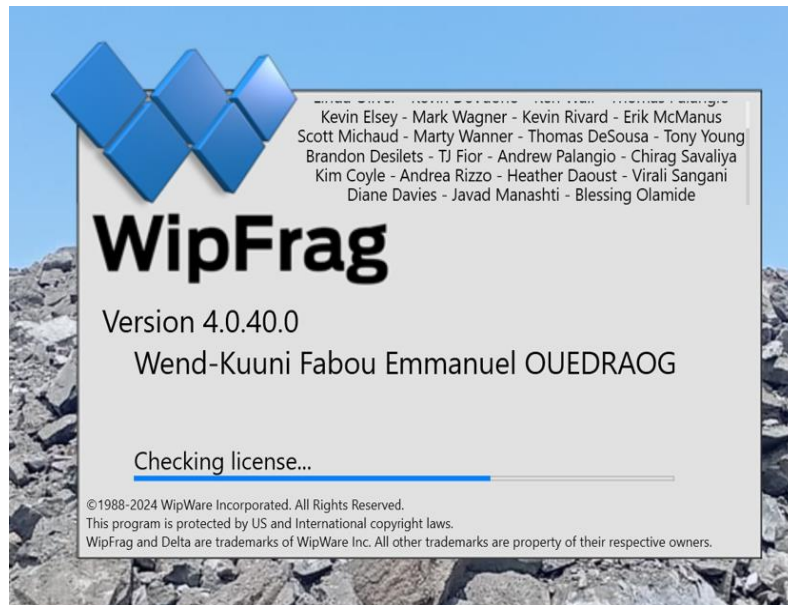 Kevin Elsey - Mark Wagner - Kevin Rivard - Erik McManus
Scott Michaud - Marty Wanner - Thomas DeSousa - Tony Young
Brandon Desilets - TJ Fior - Andrew Palangio - Chirag Savaliya
Kim Coyle - Andrea Rizzo - Heather Daoust - Virali Sangani
Diane Davies - Javad Manashti - Blessing Olamide
WipFrag
Version 4.0.40.0
Wend-Kuuni Fabou Emmanuel OUEDRAOG
Checking license...
©1988-2024 WipWare Incorporated. All Rights Reserved.
This program is protected by US and International copyright laws.
WipFrag and Delta are trademarks of WipWare Inc. All other trademarks are property of their respective owners.